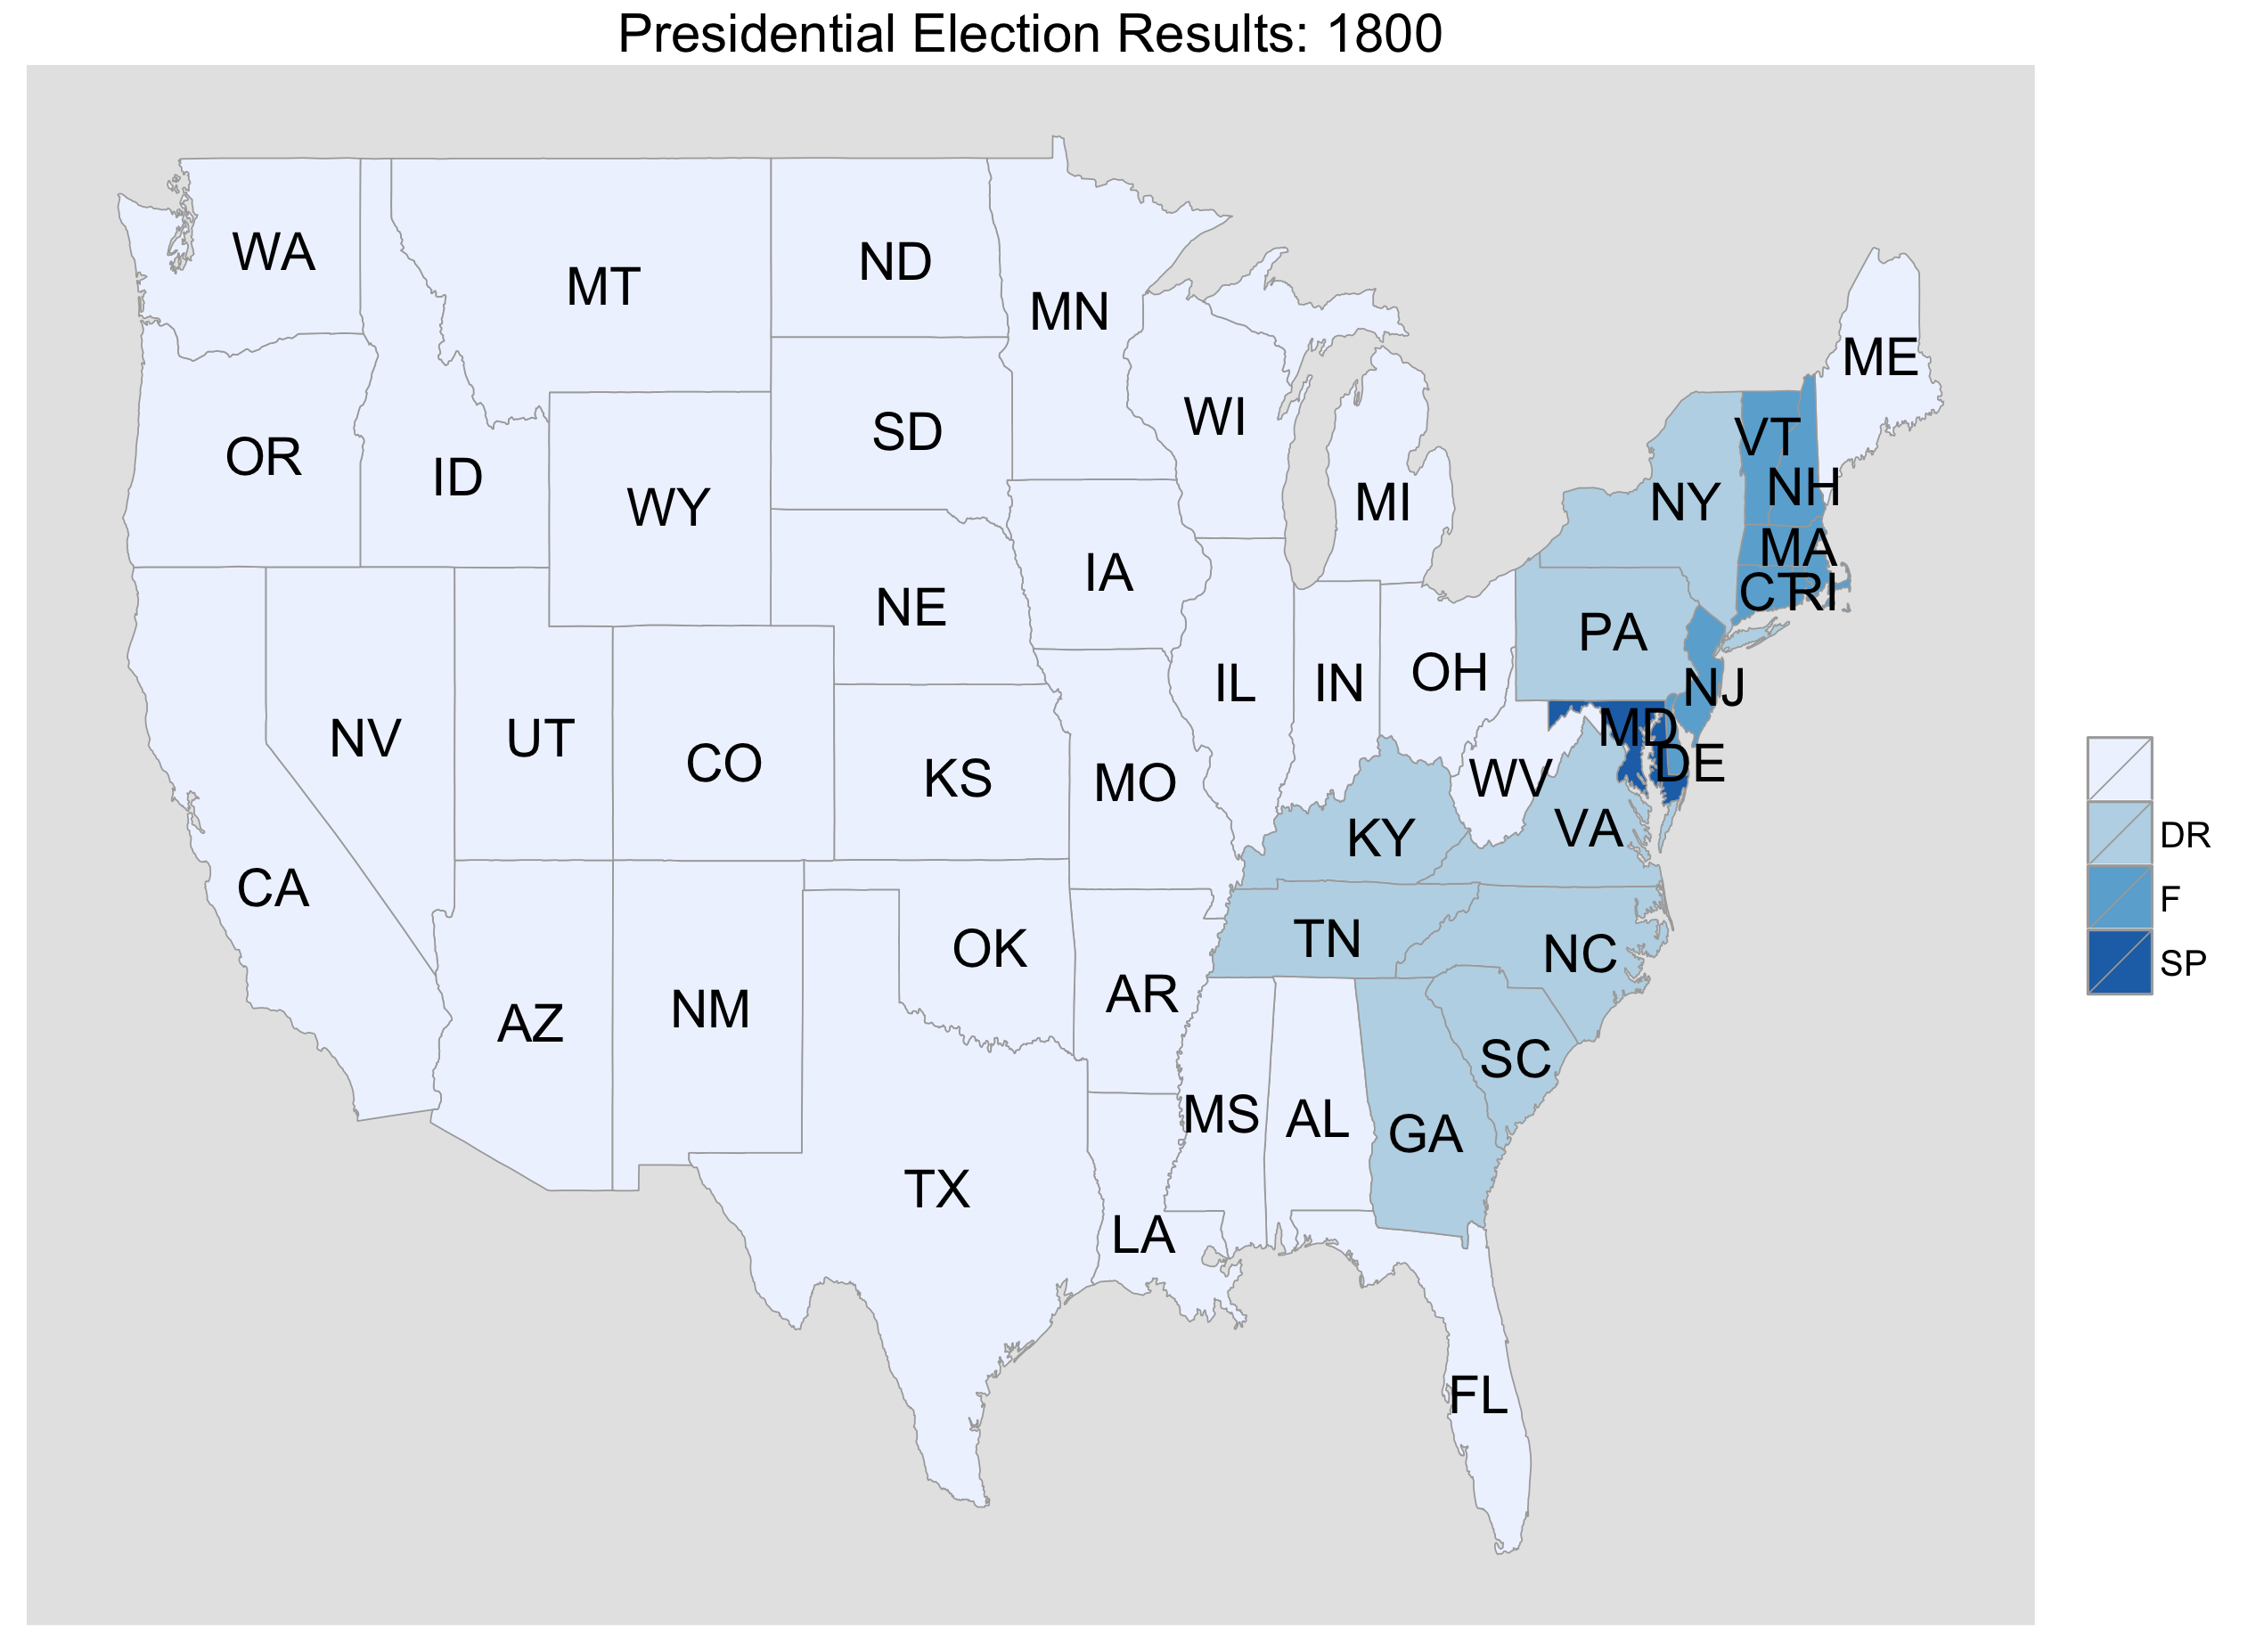 Presidential Election Results: 1800
WA
MT
ND
MN
ME
OR
ID
WY
SD
WI
MI
NY
VT
NH
MA
CT
RI
IA
NE
PA
NJ
NV
UT
CO
KS
MO
IL
IN
OH
MD
DE
WV
VA
KY
CA
AZ
NM
OK
AR
TN
NC
SC
MS
AL
GA
TX
LA
FL
DR
F
SP